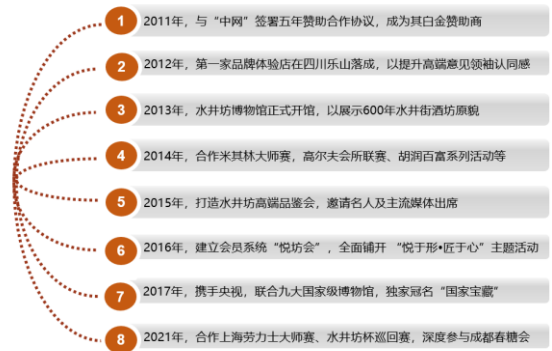 1 2011年，与“中网”签署五年赞助合作协议，成为其白金赞助商
2 2012年，第一家品牌体验店在四川乐山落成，以提升高端意见领袖认同感
3 2013年，水井坊博物馆正式开馆，以展示600年水井街酒坊原貌
4 2014年，合作米其林大师赛，高尔夫会所联赛、胡润百富系列活动等
5 2015年，打造水井坊高端品鉴会，邀请名人及主流媒体出席
6 2016年，建立会员系统“悦坊会”，全面铺开 “悦于形•匠于心”主题活动
7 2017年，携手央视，联合九大国家级博物馆，独家冠名“国家宝藏”
8 2021年，合作上海劳力士大师赛、水井坊杯巡回赛，深度参与成都春糖会